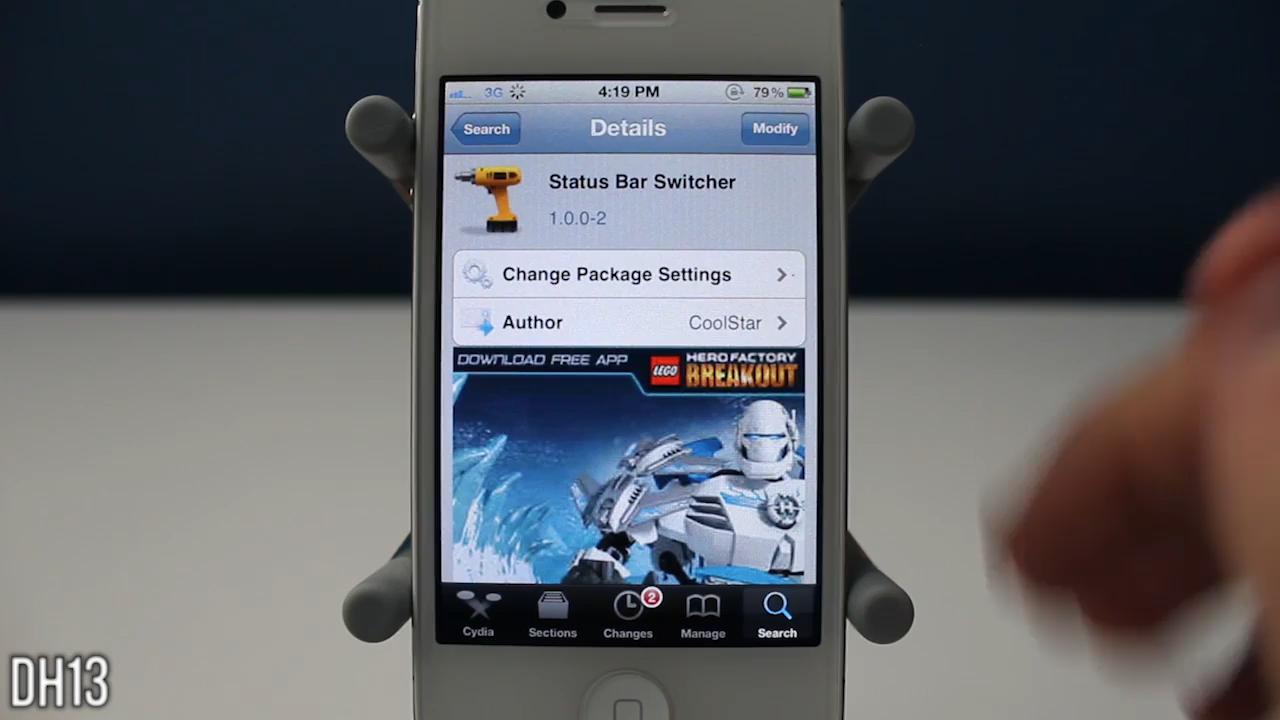 3G 4:19 PM 79%
Search Details Modify
Status Bar Switcher
1.0.0-2
Change Package Settings
Author CoolStar
DOWNLOAD FREE APP LEGO HERO FACTORY
BREAKOUT
2
Cydia Sections Changes Manage Search
DH13